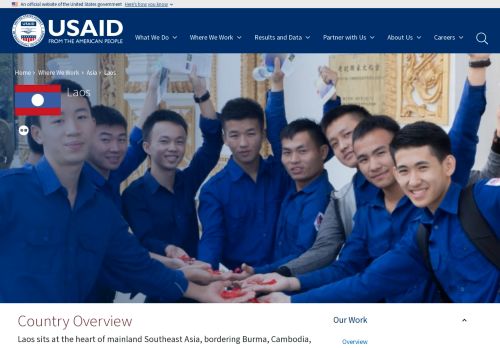 An official website of the United States government Here's how you know
USAID
FROM THE AMERICAN PEOPLE
What We Do Where We Work Results and Data Partner with Us About Us Careers
Home › Where We Work › Asia › Laos
Laos
Country Overview
Our Work
Laos sits at the heart of mainland Southeast Asia, bordering Burma, Cambodia,
Overview